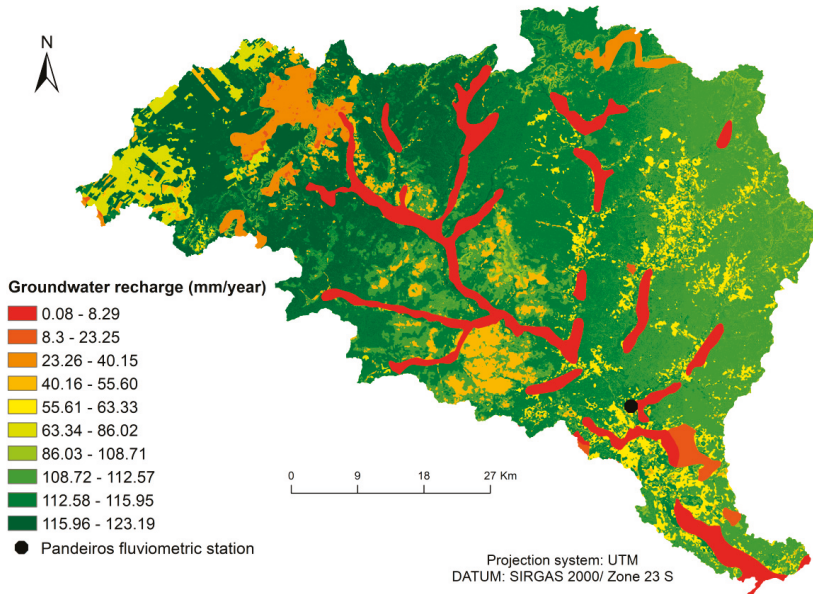 N
Groundwater recharge (mm/year)
0.08 - 8.29
8.3 - 23.25
23.26 - 40.15
40.16 - 55.60
55.61 - 63.33
63.34 - 86.02
86.03 - 108.71
108.72 - 112.57
112.58 - 115.95
115.96 - 123.19
Pandeiros fluviometric station
0 9 18 27 Km
Projection system: UTM
DATUM: SIRGAS 2000/ Zone 23 S